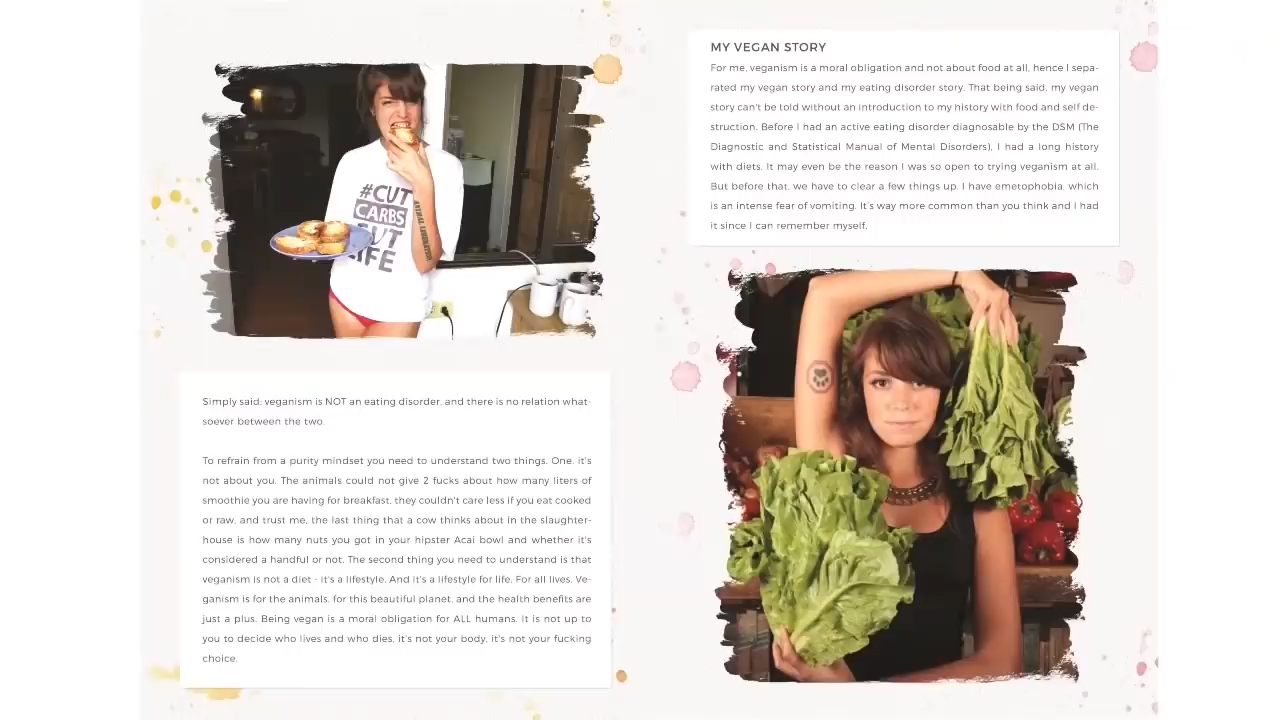 #CUT
CARBS
CUT
LIFE
Simply said; veganism is NOT an eating disorder, and there is no relation what-
soever between the two.
To refrain from a purity mindset you need to understand two things. One, it's
not about you. The animals could not give 2 fucks about how many liters of
smoothie you are having for breakfast, they couldn't care less if you eat cooked
or raw, and trust me, the last thing that a cow thinks about in the slaughter-
house is how many nuts you got in your hipster Acai bowl and whether it's
considered a handful or not. The second thing you need to understand is that
veganism is not a diet - it's a lifestyle. And it's a lifestyle for life. For all lives. Ve-
ganism is for the animals, for this beautiful planet, and the health benefits are
just a plus. Being vegan is a moral obligation for ALL humans. It is not up to
you to decide who lives and who dies, it's not your body, it's not your fucking
choice.
MY VEGAN STORY
For me, veganism is a moral obligation and not about food at all, hence I sepa-
rated my vegan story and my eating disorder story. That being said, my vegan
story can't be told without an introduction to my history with food and self de-
struction. Before I had an active eating disorder diagnosable by the DSM (The
Diagnostic and Statistical Manual of Mental Disorders), I had a long history
with diets. It may even be the reason I was so open to trying veganism at all.
But before that, we have to clear a few things up. I have emetophobia, which
is an intense fear of vomiting. It's way more common than you think and I had
it since I can remember myself.